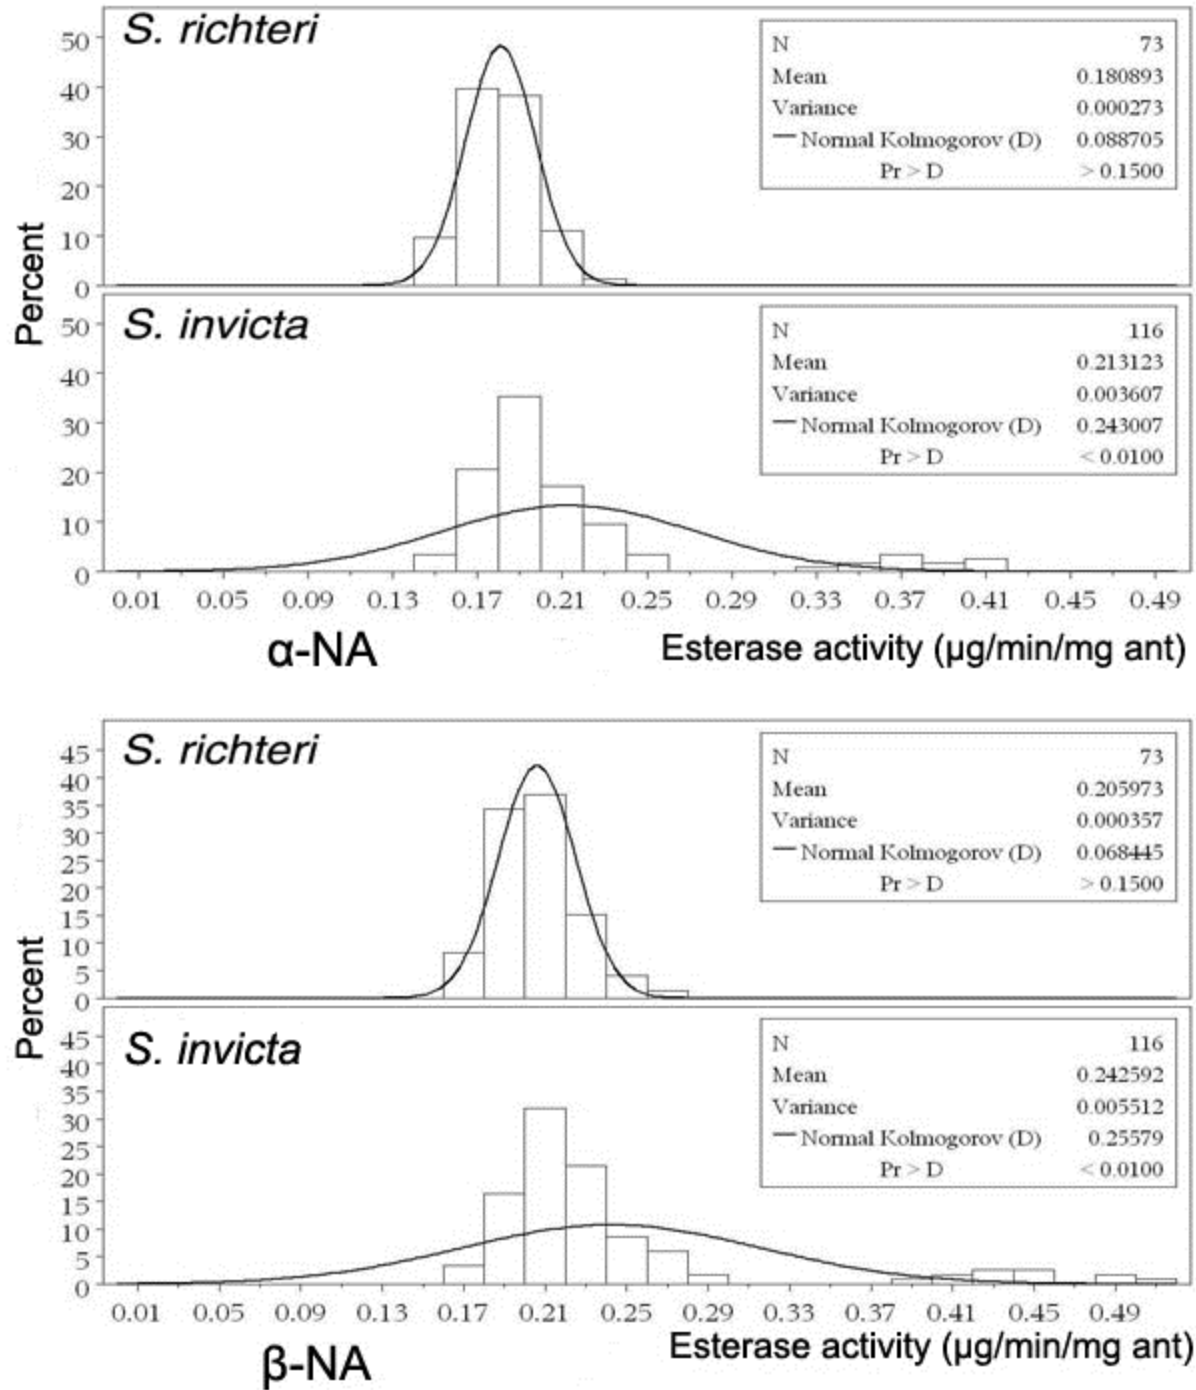 S. richteri
50
40
30
20
10
0
N 73
Mean 0.180893
Variance 0.000273
Normal Kolmogorov (D) 0.088705
Pr > D > 0.1500
Percent
S. invicta
50
40
30
20
10
0
N 116
Mean 0.213123
Variance 0.003607
Normal Kolmogorov (D) 0.243007
Pr > D < 0.0100
0.01 0.05 0.09 0.13 0.17 0.21 0.25 0.29 0.33 0.37 0.41 0.45 0.49
α-NA
Esterase activity (μg/min/mg ant)
S. richteri
45
40
35
30
25
20
15
10
5
0
N 73
Mean 0.205973
Variance 0.000357
Normal Kolmogorov (D) 0.068445
Pr > D > 0.1500
Percent
S. invicta
45
40
35
30
25
20
15
10
5
0
N 116
Mean 0.242592
Variance 0.005512
Normal Kolmogorov (D) 0.25579
Pr > D < 0.0100
0.01 0.05 0.09 0.13 0.17 0.21 0.25 0.29 0.33 0.37 0.41 0.45 0.49
β-NA
Esterase activity (μg/min/mg ant)